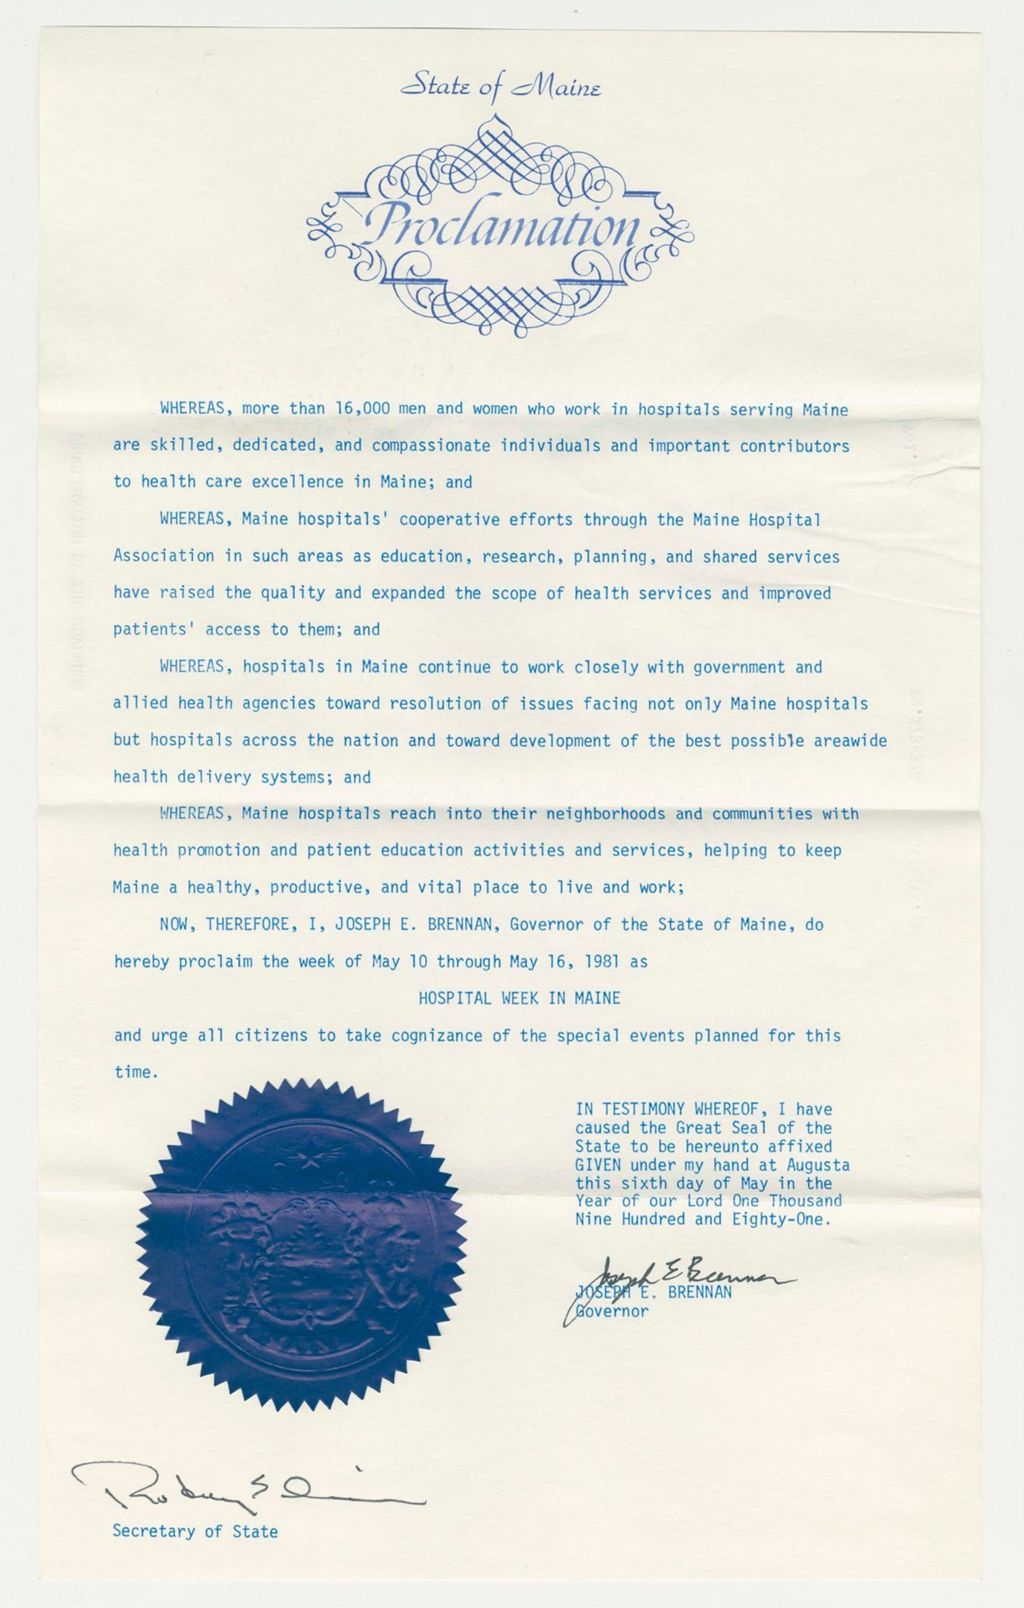 State of Maine
Proclamation
WHEREAS, more than 16,000 men and women who work in hospitals serving Maine
are skilled, dedicated, and compassionate individuals and important contributors
to health care excellence in Maine; and
WHEREAS, Maine hospitals' cooperative efforts through the Maine Hospital
Association in such areas as education, research, planning, and shared services
have raised the quality and expanded the scope of health services and improved
patients' access to them; and
WHEREAS, hospitals in Maine continue to work closely with government and
allied health agencies toward resolution of issues facing not only Maine hospitals
but hospitals across the nation and toward development of the best possible areawide
health delivery systems; and
WHEREAS, Maine hospitals reach into their neighborhoods and communities with
health promotion and patient education activities and services, helping to keep
Maine a healthy, productive, and vital place to live and work;
NOW, THEREFORE, I, JOSEPH E. BRENNAN, Governor of the State of Maine, do
hereby proclaim the week of May 10 through May 16, 1981 as
HOSPITAL WEEK IN MAINE
and urge all citizens to take cognizance of the special events planned for this
time.
IN TESTIMONY WHEREOF, I have
caused the Great Seal of the
State to be hereunto affixed
GIVEN under my hand at Augusta
this sixth day of May in the
Year of our Lord One Thousand
Nine Hundred and Eighty-One.
Joseph E Brennan
JOSEPH E. BRENNAN
Governor
MAINE
Rodney S
Secretary of State